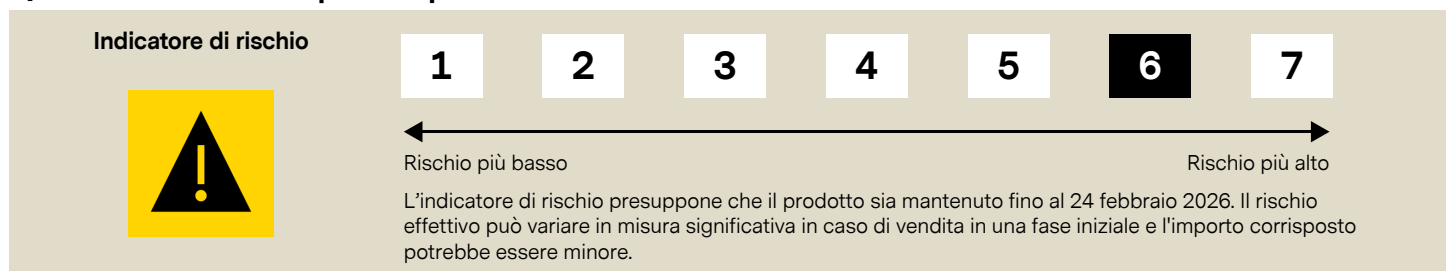 Indicatore di rischio
1 2 3 4 5 6 7
Rischio più basso Rischio più alto
L'indicatore di rischio presuppone che il prodotto sia mantenuto fino al 24 febbraio 2026. Il rischio
effettivo può variare in misura significativa in caso di vendita in una fase iniziale e l'importo corrisposto
potrebbe essere minore.